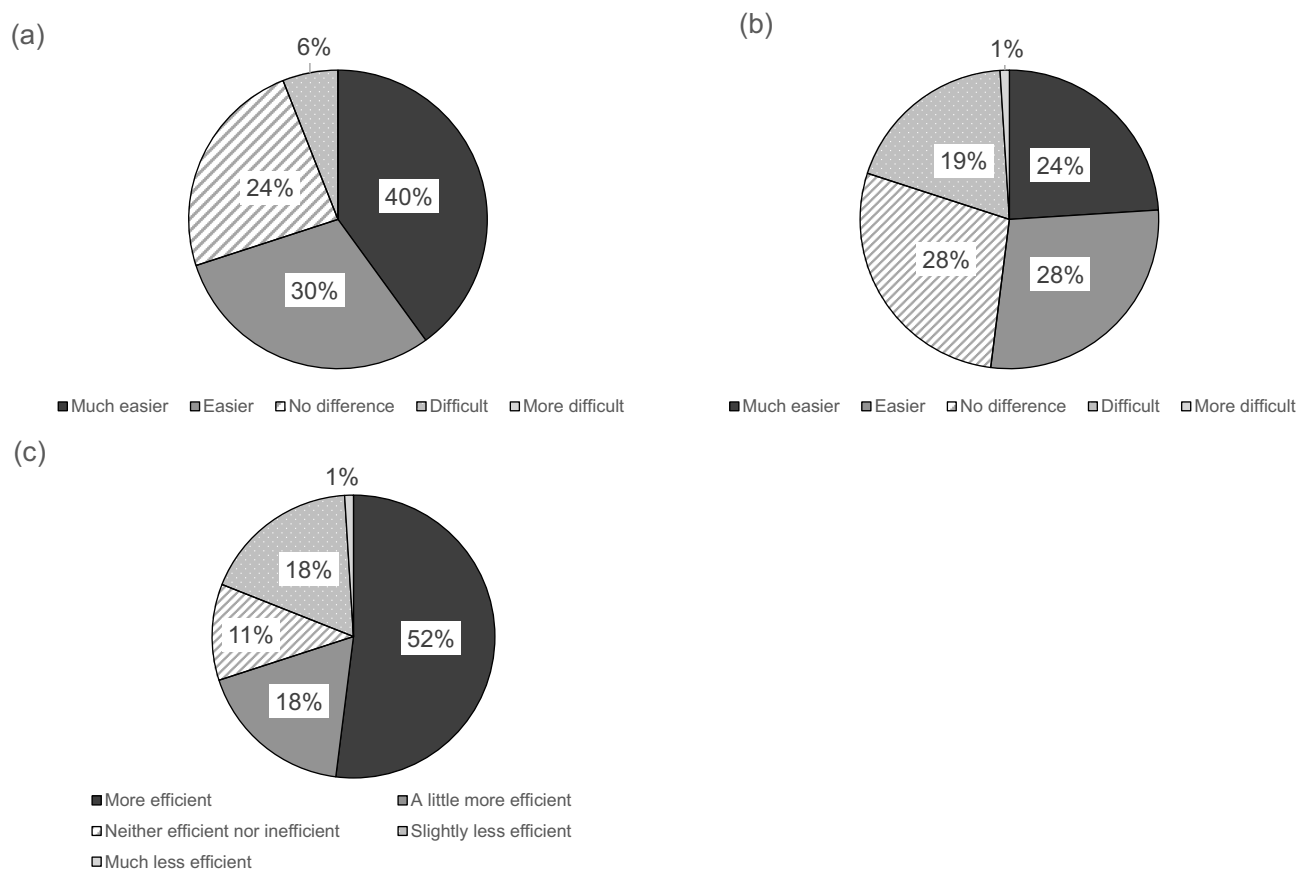 (a)
6%
24%
40%
30%
Much easier Easier No difference Difficult More difficult
(b)
1%
19%
24%
28%
28%
Much easier Easier No difference Difficult More difficult
(c)
1%
18%
11%
52%
18%
More efficient A little more efficient
Neither efficient nor inefficient Slightly less efficient
Much less efficient